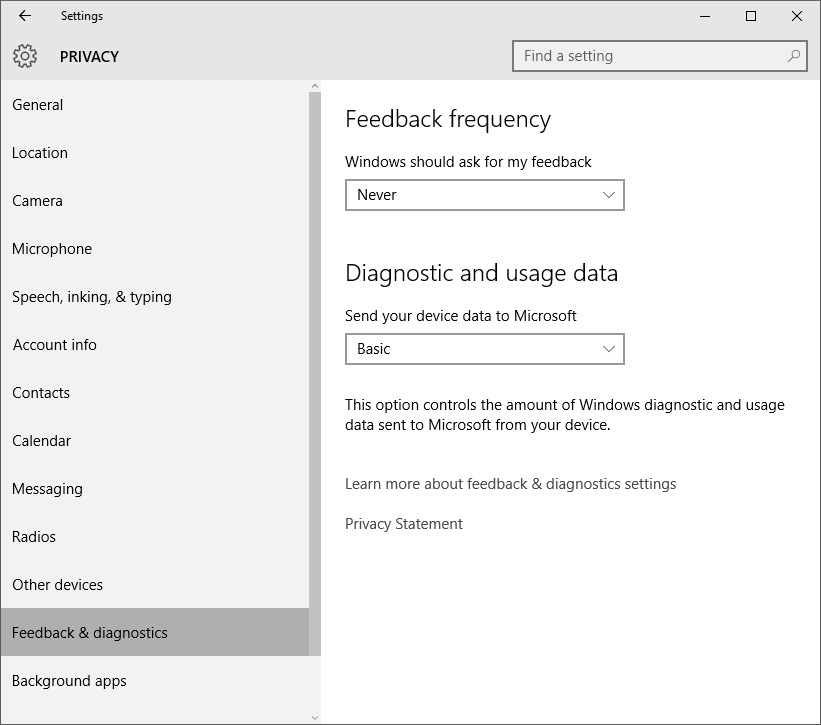 Settings
PRIVACY
Find a setting
General
Location
Camera
Microphone
Speech, inking, & typing
Account info
Contacts
Calendar
Messaging
Radios
Other devices
Feedback & diagnostics
Background apps
Feedback frequency
Windows should ask for my feedback
Never
Diagnostic and usage data
Send your device data to Microsoft
Basic
This option controls the amount of Windows diagnostic and usage
data sent to Microsoft from your device.
Learn more about feedback & diagnostics settings
Privacy Statement